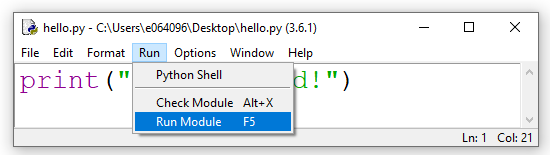 hello.py - C:\Users\e064096\Desktop\hello.py (3.6.1)
File Edit Format Run Options Window Help
Python Shell
print(" d!")
Check Module Alt+X
Run Module F5
Ln: 1 Col: 21